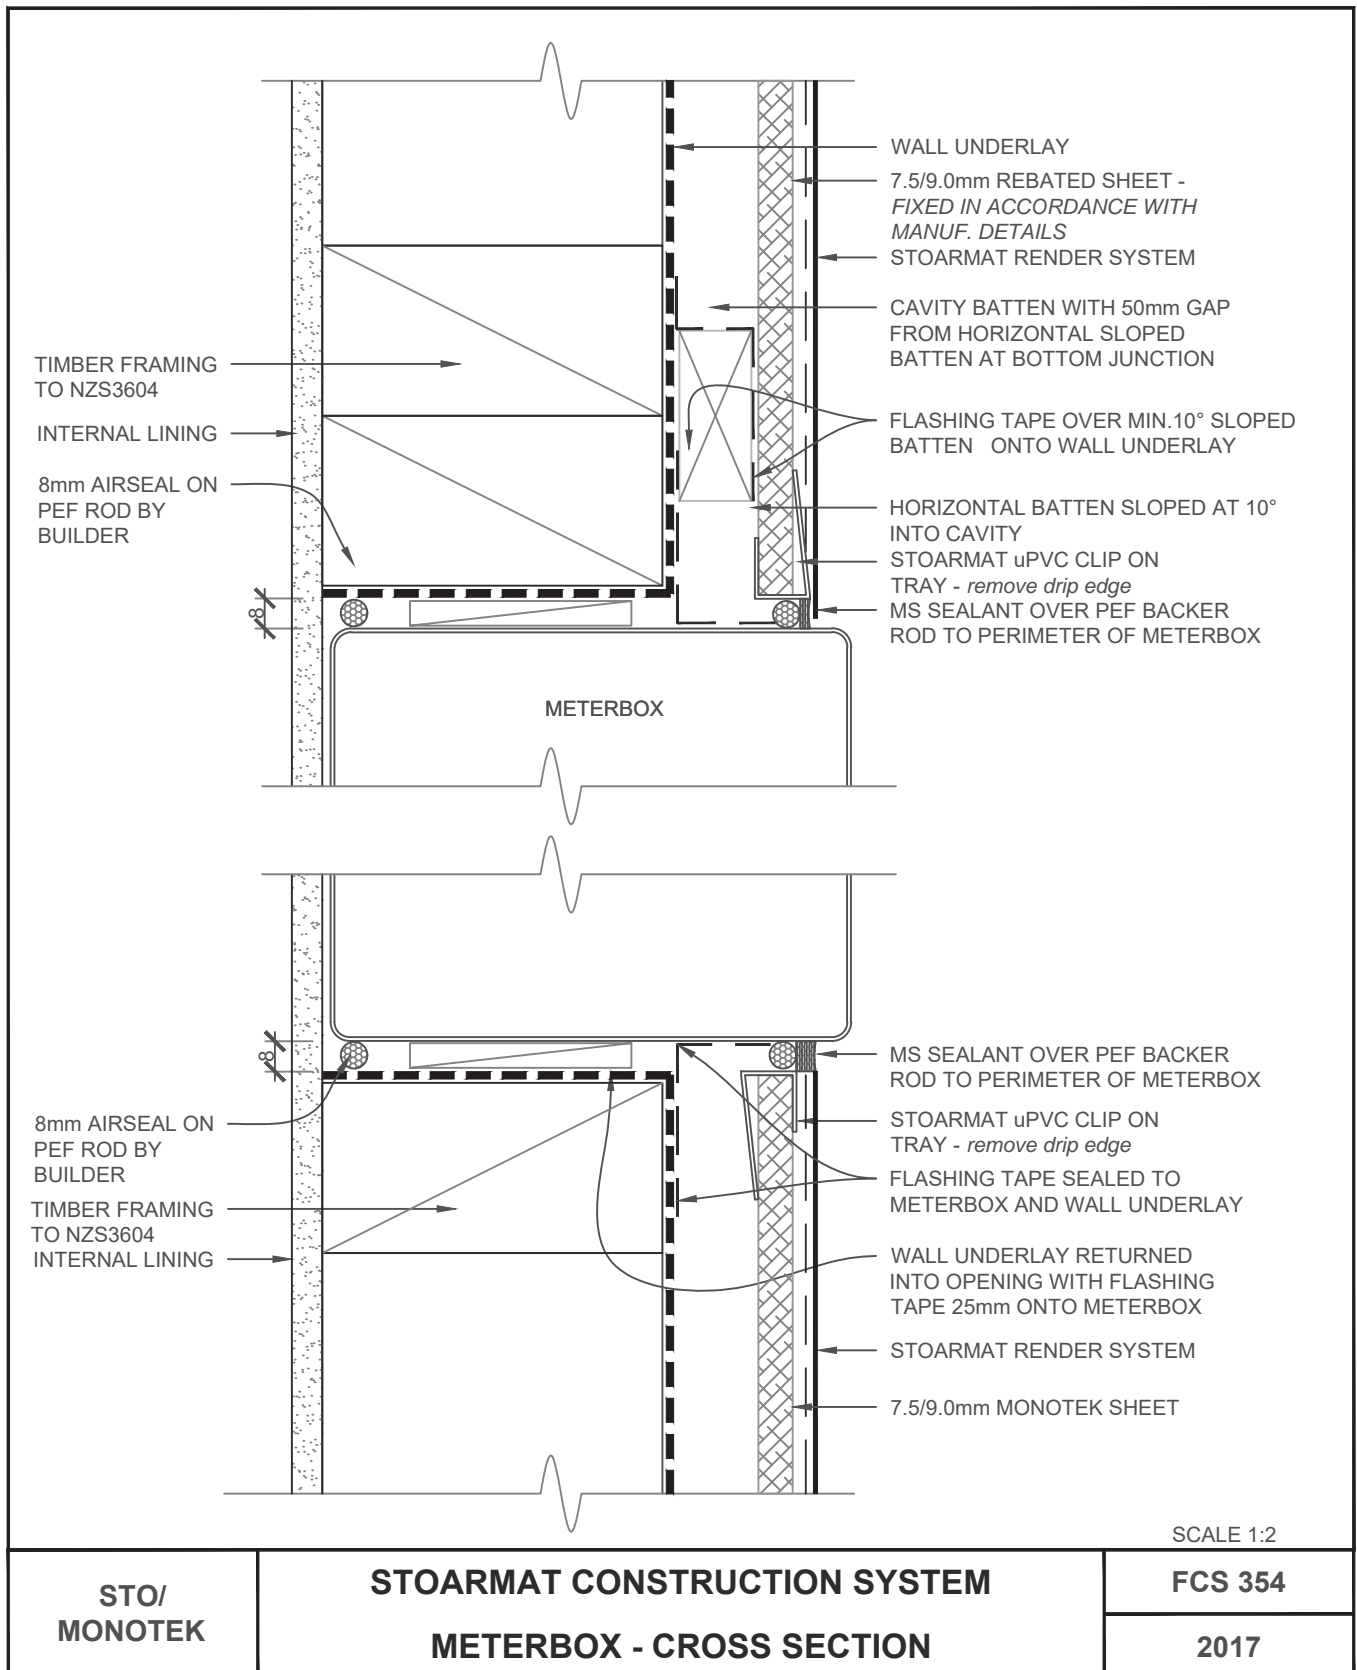 WALL UNDERLAY
7.5/9.0mm REBATED SHEET -
FIXED IN ACCORDANCE WITH
MANUF. DETAILS
STOARMAT RENDER SYSTEM
CAVITY BATTEN WITH 50mm GAP
FROM HORIZONTAL SLOPED
BATTEN AT BOTTOM JUNCTION
TIMBER FRAMING
TO NZS3604
INTERNAL LINING
8mm AIRSEAL ON
PEF ROD BY
BUILDER
FLASHING TAPE OVER MIN.10° SLOPED
BATTEN ONTO WALL UNDERLAY
HORIZONTAL BATTEN SLOPED AT 10°
INTO CAVITY
STOARMAT uPVC CLIP ON
TRAY - remove drip edge
MS SEALANT OVER PEF BACKER
ROD TO PERIMETER OF METERBOX
8
METERBOX
8
MS SEALANT OVER PEF BACKER
ROD TO PERIMETER OF METERBOX
8mm AIRSEAL ON
PEF ROD BY
BUILDER
TIMBER FRAMING
TO NZS3604
INTERNAL LINING
STOARMAT uPVC CLIP ON
TRAY - remove drip edge
FLASHING TAPE SEALED TO
METERBOX AND WALL UNDERLAY
WALL UNDERLAY RETURNED
INTO OPENING WITH FLASHING
TAPE 25mm ONTO METERBOX
STOARMAT RENDER SYSTEM
7.5/9.0mm MONOTEK SHEET
SCALE 1:2
STO/
MONOTEK
STOARMAT CONSTRUCTION SYSTEM
METERBOX - CROSS SECTION
FCS 354
2017